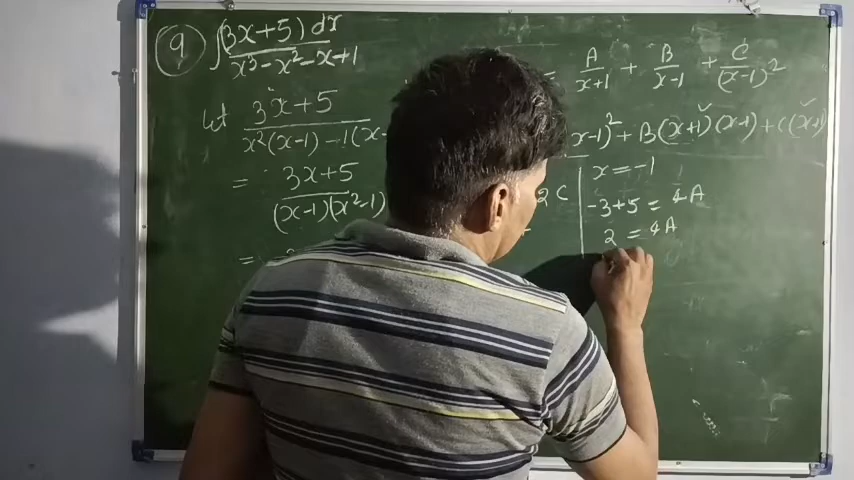 9 ∫ (3x+5) dx / x³-x²-x+1
Let 3x+5 / x²(x-1)-1(x-
= 3x+5 / (x-1)(x²-1)
=
= A/x+1 + B/x-1 + C/(x-1)²
x-1)² + B(x+1)(x-1) + C(x+1)
2C
x = -1
-3+5 = 4A
2 = 4A